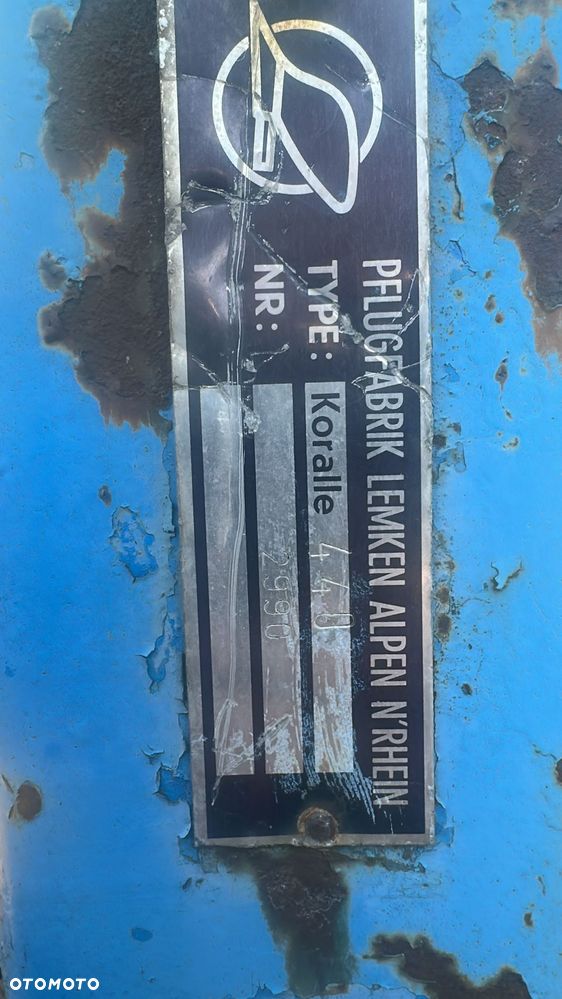 PFLUGFABRIK LEMKEN ALPEN N'RHEIN
TYPE: Koralle 440
NR: 2990
OTOMOTO